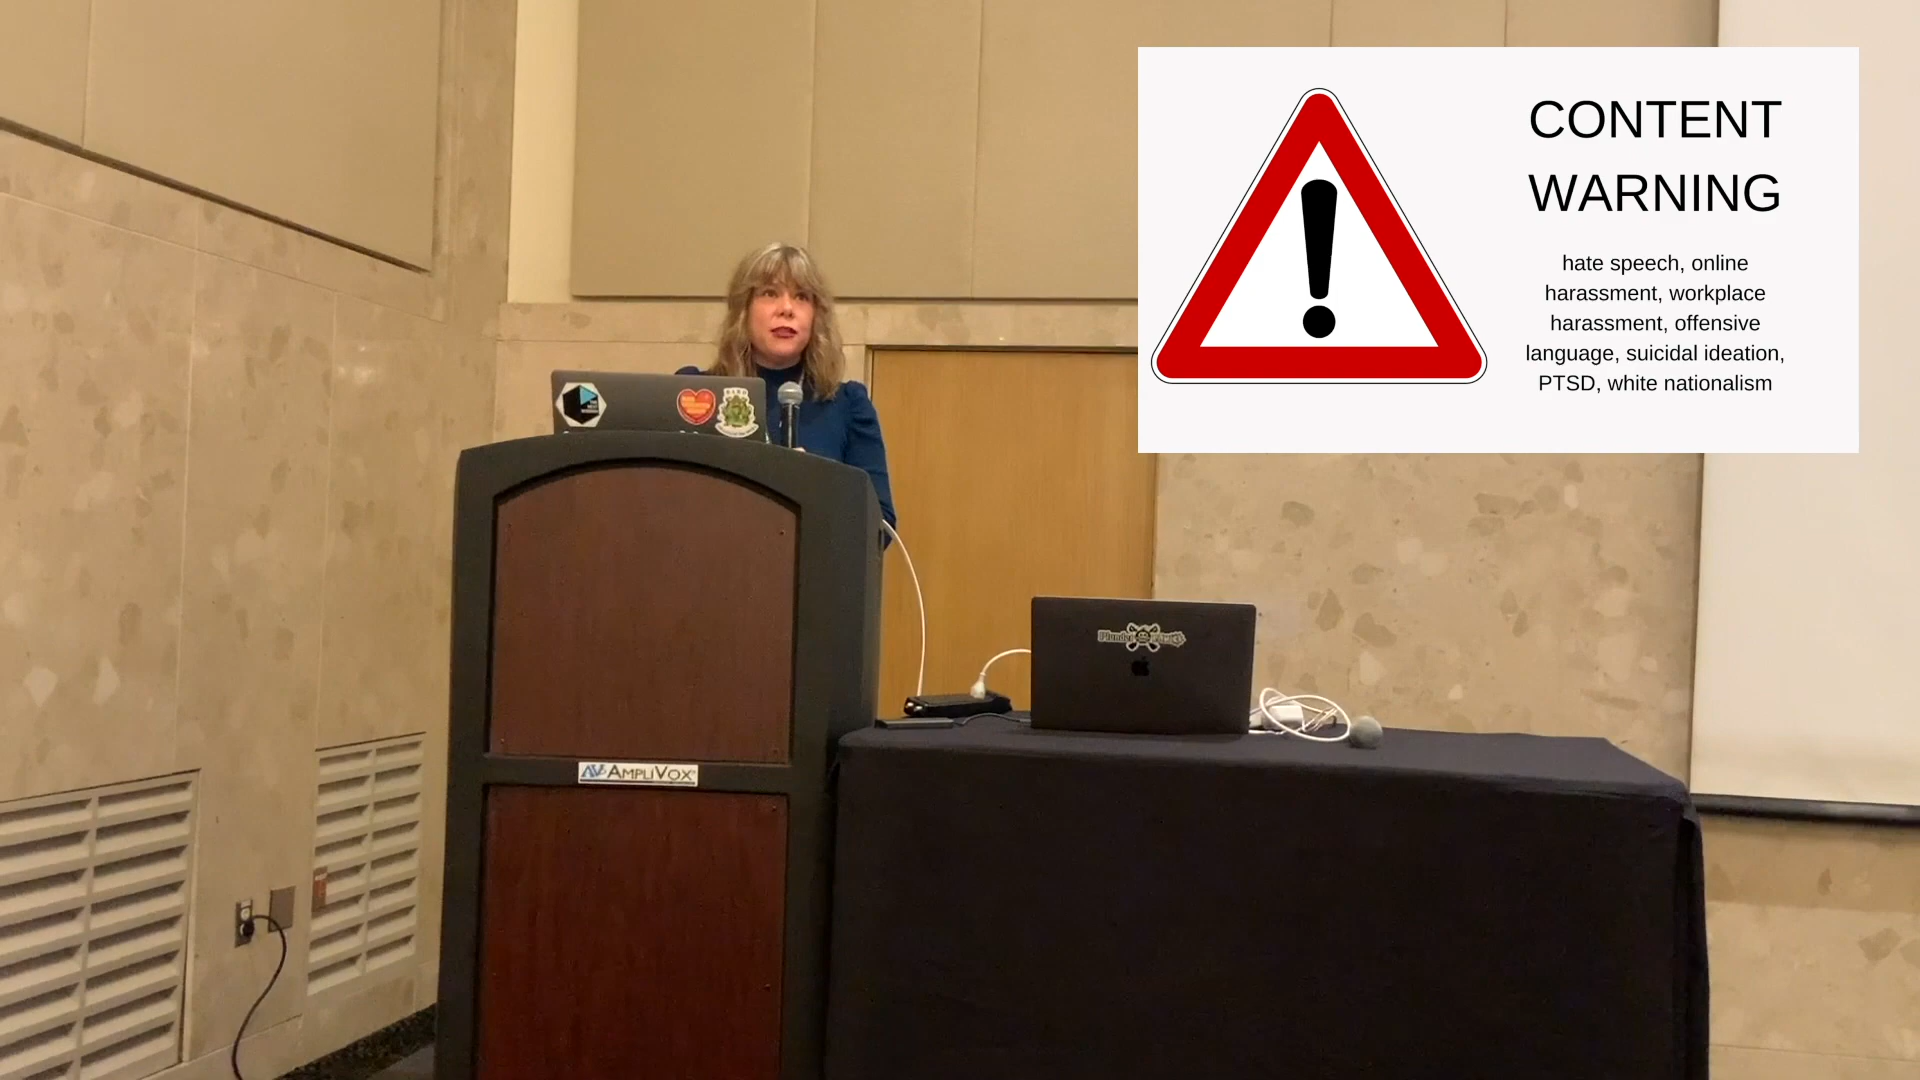 CONTENT
WARNING
hate speech, online
harassment, workplace
harassment, offensive
language, suicidal ideation,
PTSD, white nationalism
AMPLIVOX